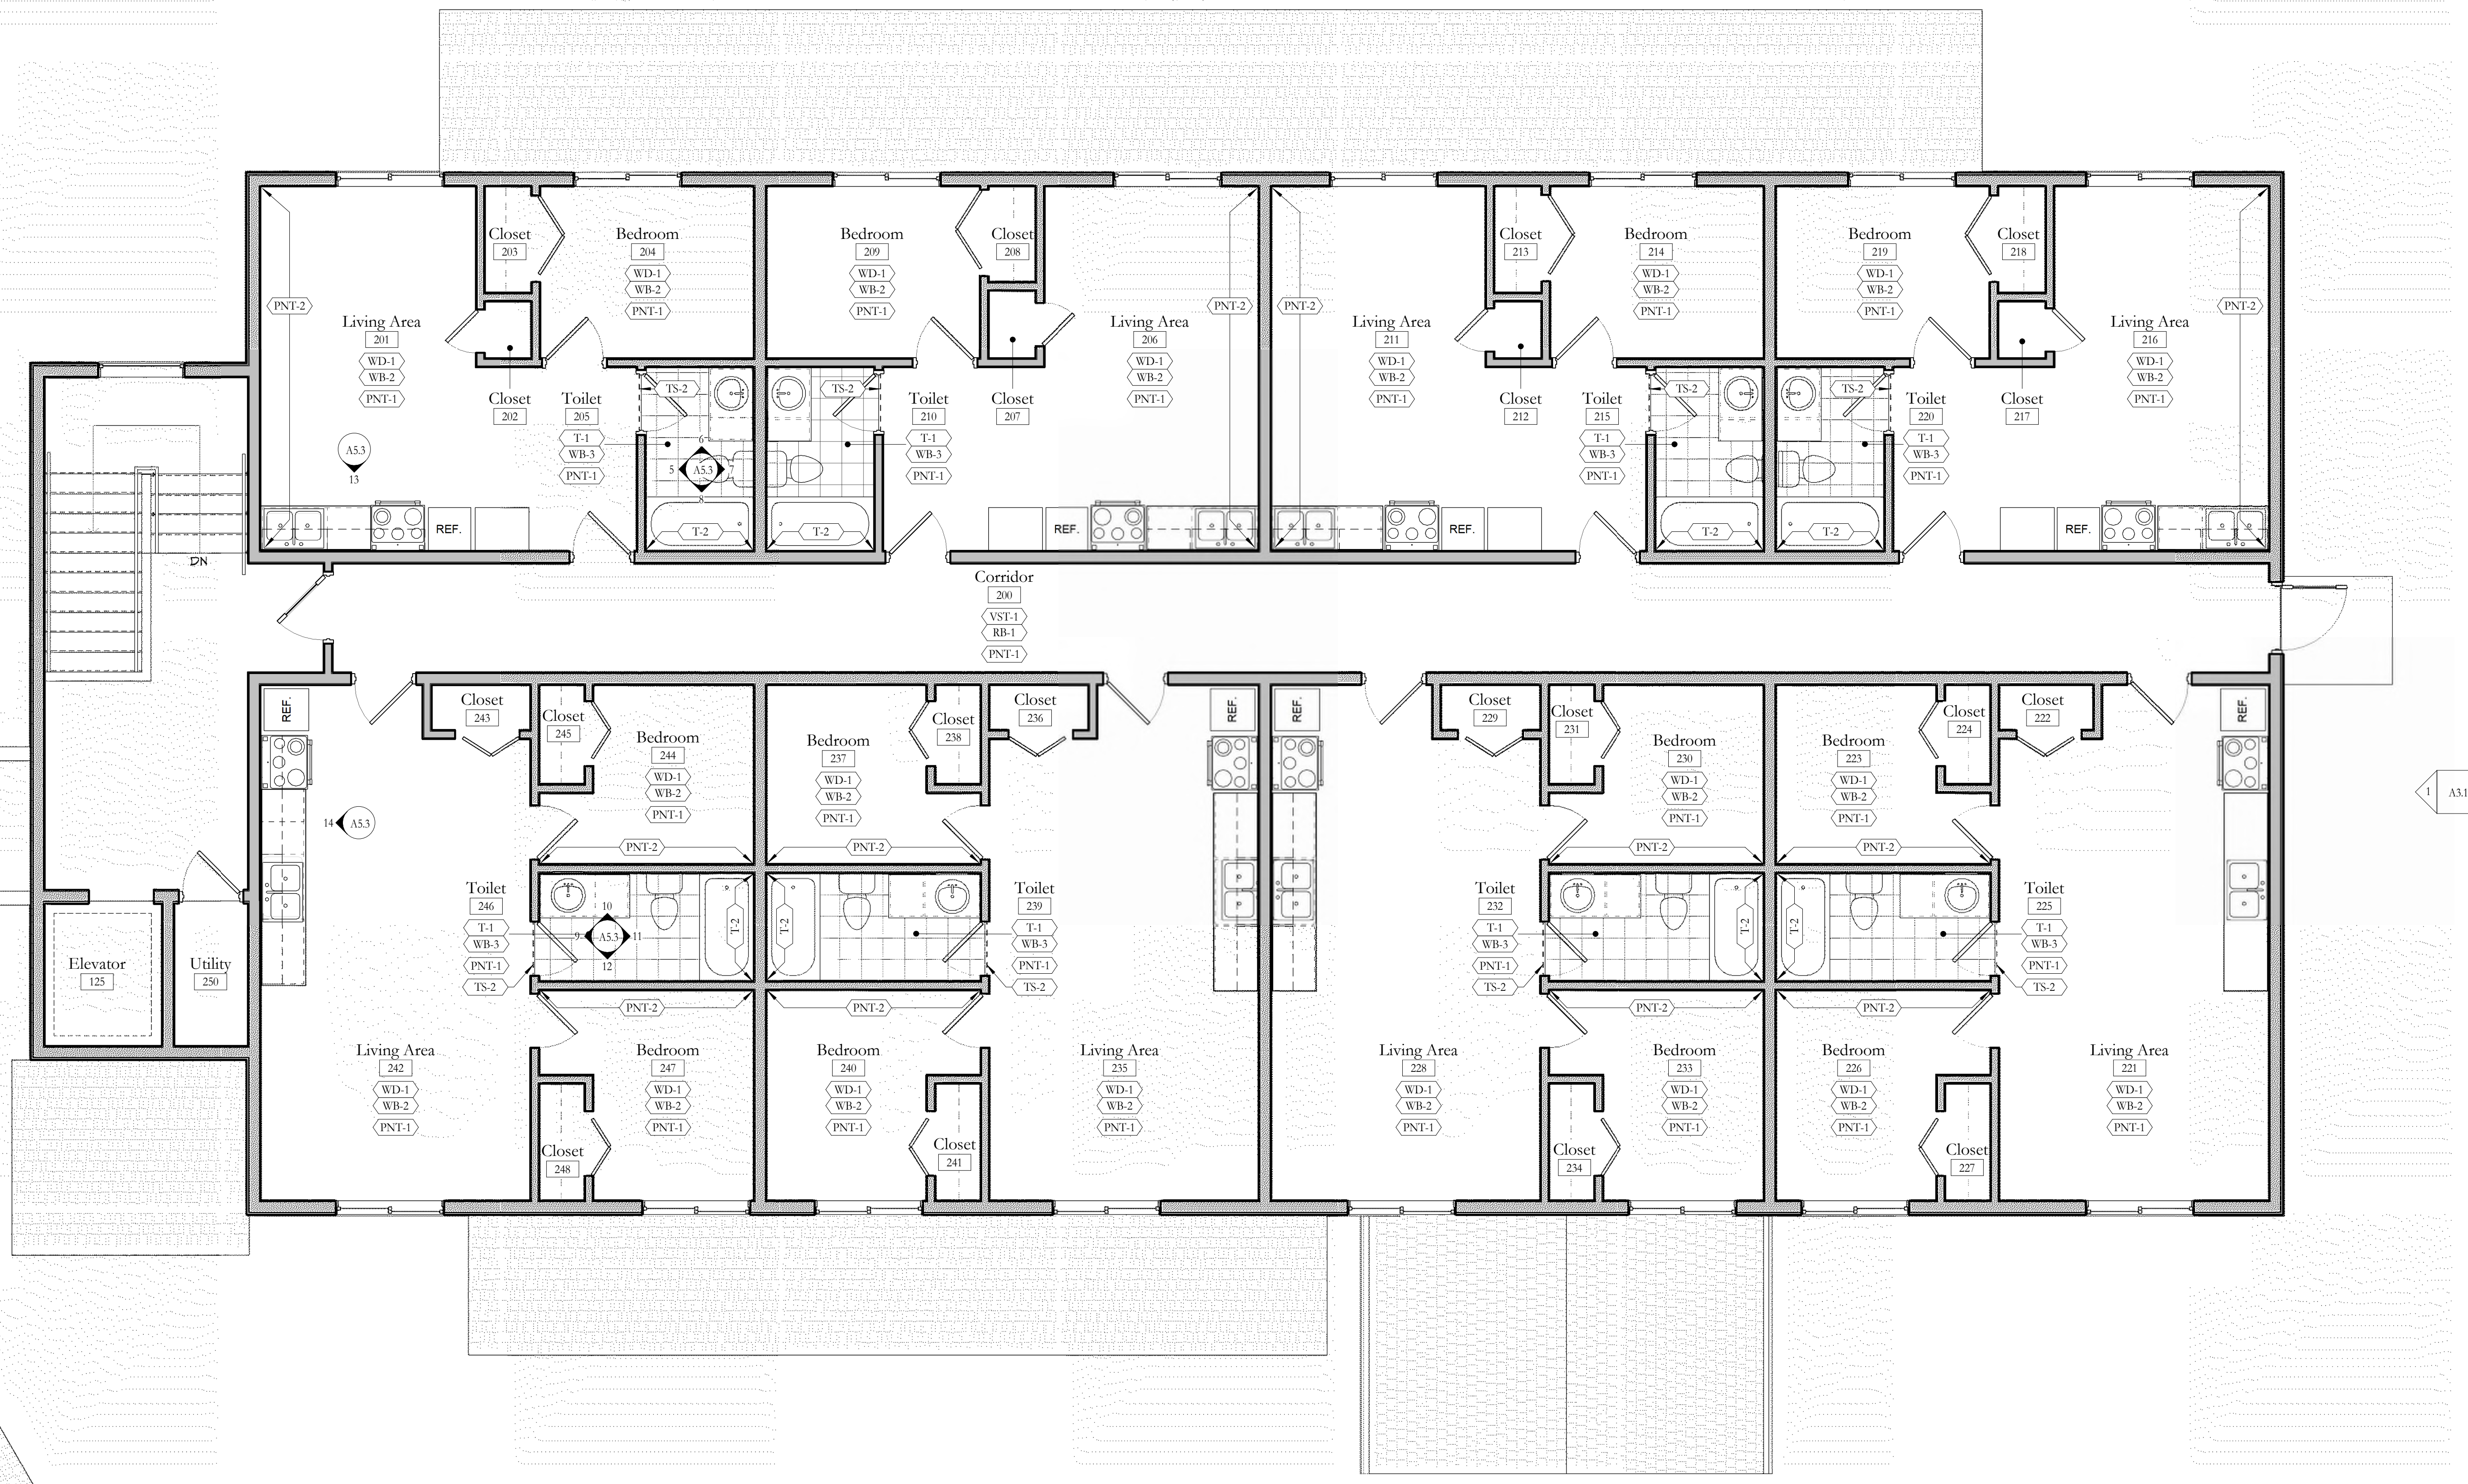 Closet
203
Bedroom
204
WD-1
WB-2
PNT-1
Bedroom
209
WD-1
WB-2
PNT-1
Closet
208
Closet
213
Bedroom
214
WD-1
WB-2
PNT-1
Bedroom
219
WD-1
WB-2
PNT-1
Closet
218
PNT-2
PNT-2
PNT-2
PNT-2
Living Area
201
WD-1
WB-2
PNT-1
Living Area
206
WD-1
WB-2
PNT-1
Living Area
211
WD-1
WB-2
PNT-1
Living Area
216
WD-1
WB-2
PNT-1
Closet
202
Toilet
205
T-1
WB-3
PNT-1
TS-2
TS-2
Toilet
210
T-1
WB-3
PNT-1
Closet
207
Closet
212
Toilet
215
T-1
WB-3
PNT-1
TS-2
TS-2
Toilet
220
T-1
WB-3
PNT-1
Closet
217
A5.3
13
6
5 A5.3 7
8
REF.
T-2
T-2
REF.
REF.
T-2
T-2
REF.
DN
Corridor
200
VST-1
RB-1
PNT-1
REF.
Closet
243
Closet
245
Bedroom
244
WD-1
WB-2
PNT-1
Bedroom
237
WD-1
WB-2
PNT-1
Closet
238
Closet
236
REF.
REF.
Closet
229
Closet
231
Bedroom
230
WD-1
WB-2
PNT-1
Bedroom
223
WD-1
WB-2
PNT-1
Closet
224
Closet
222
REF.
1 A3.1
14 A5.3
PNT-2
PNT-2
PNT-2
PNT-2
Toilet
246
T-1
WB-3
PNT-1
TS-2
10
9 A5.3 11
12
T-2
T-2
Toilet
239
T-1
WB-3
PNT-1
TS-2
Toilet
232
T-1
WB-3
PNT-1
TS-2
T-2
T-2
Toilet
225
T-1
WB-3
PNT-1
TS-2
Elevator
125
Utility
250
PNT-2
PNT-2
PNT-2
PNT-2
Living Area
242
WD-1
WB-2
PNT-1
Bedroom
247
WD-1
WB-2
PNT-1
Bedroom
240
WD-1
WB-2
PNT-1
Living Area
235
WD-1
WB-2
PNT-1
Living Area
228
WD-1
WB-2
PNT-1
Bedroom
233
WD-1
WB-2
PNT-1
Bedroom
226
WD-1
WB-2
PNT-1
Living Area
221
WD-1
WB-2
PNT-1
Closet
248
Closet
241
Closet
234
Closet
227